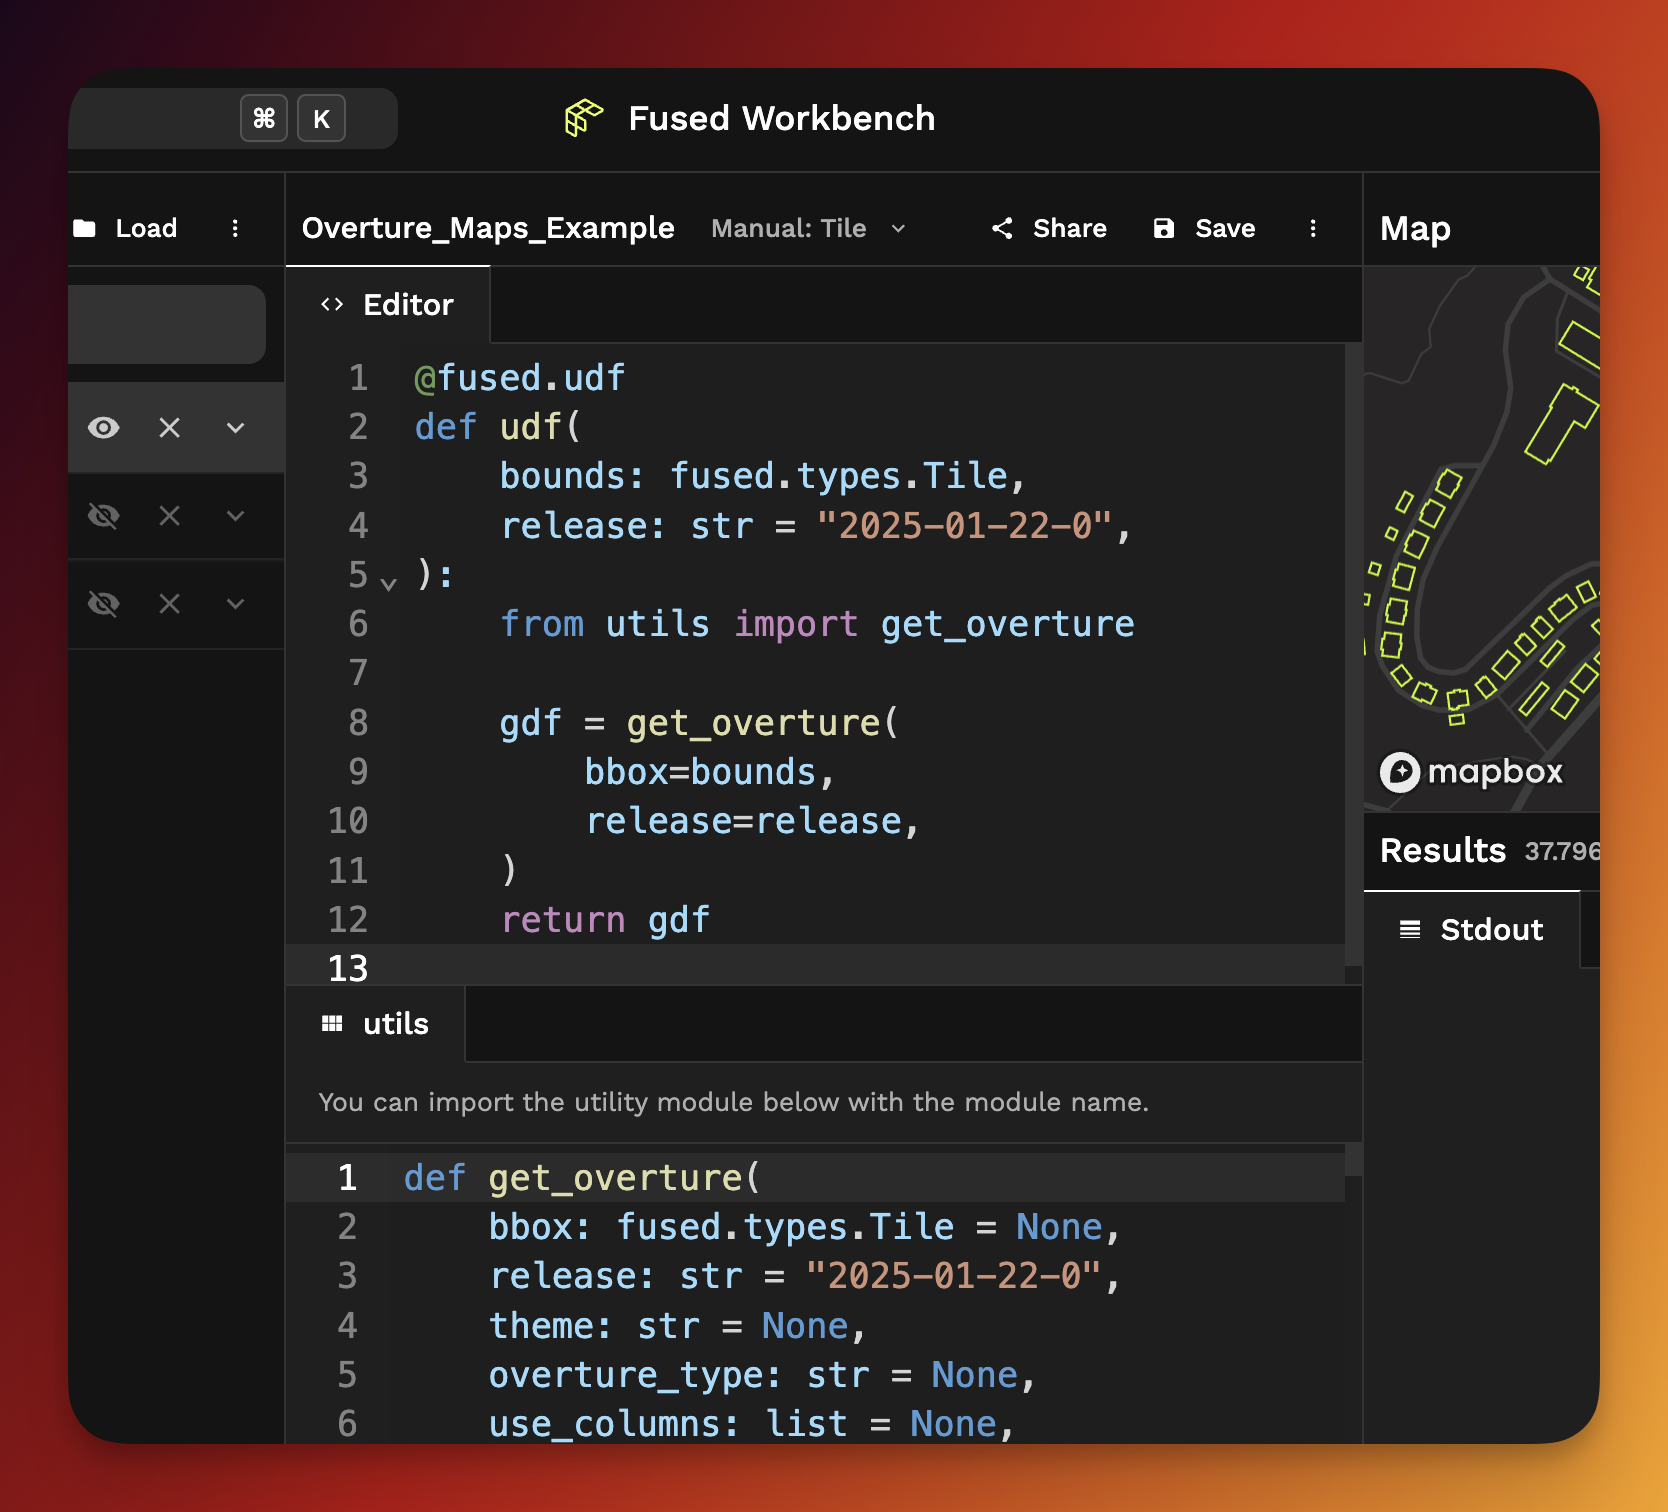 ⌘ K
Fused Workbench
Load
Overture_Maps_Example Manual: Tile Share Save
Map
Editor
1 @fused.udf
2 def udf(
3     bounds: fused.types.Tile,
4     release: str = "2025-01-22-0",
5 ):
6     from utils import get_overture
7
8     gdf = get_overture(
9         bbox=bounds,
10         release=release,
11     )
12     return gdf
13
utils
You can import the utility module below with the module name.
1 def get_overture(
2     bbox: fused.types.Tile = None,
3     release: str = "2025-01-22-0",
4     theme: str = None,
5     overture_type: str = None,
6     use_columns: list = None,
mapbox
Results 37.796
Stdout